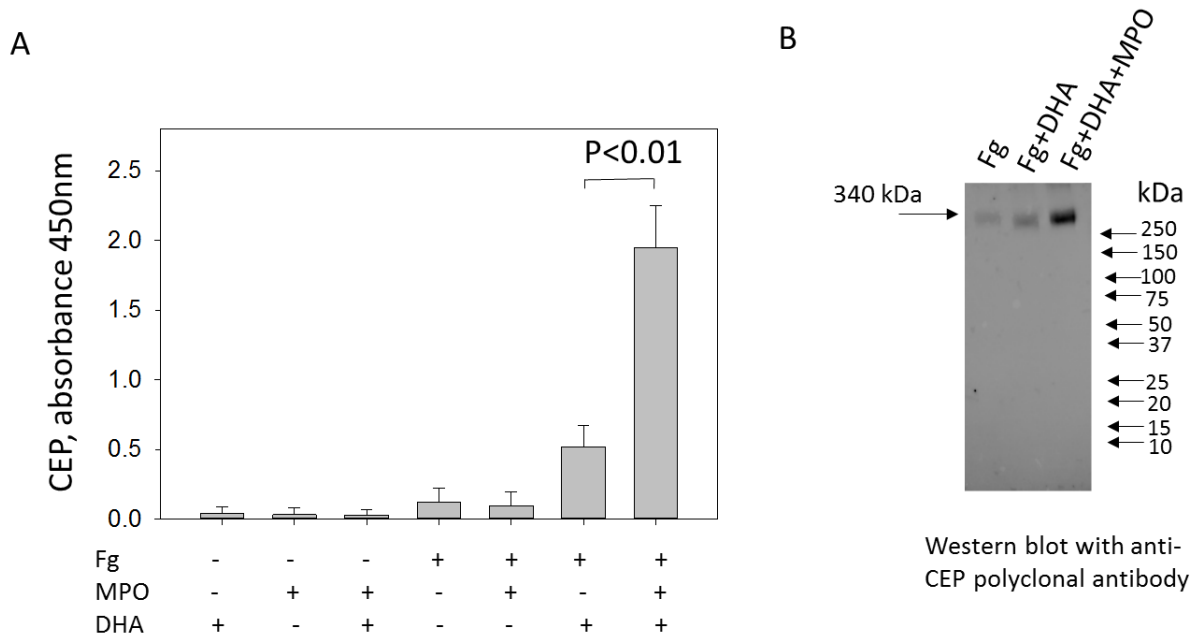 A
CEP, absorbance 450nm
2.5
2.0
1.5
1.0
0.5
0.0
P<0.01
Fg - - - + + + +
MPO - + + - + - +
DHA + - + - - + +
B
Fg
Fg+DHA
Fg+DHA+MPO
340 kDa
kDa
250
150
100
75
50
37
25
20
15
10
Western blot with anti-
CEP polyclonal antibody